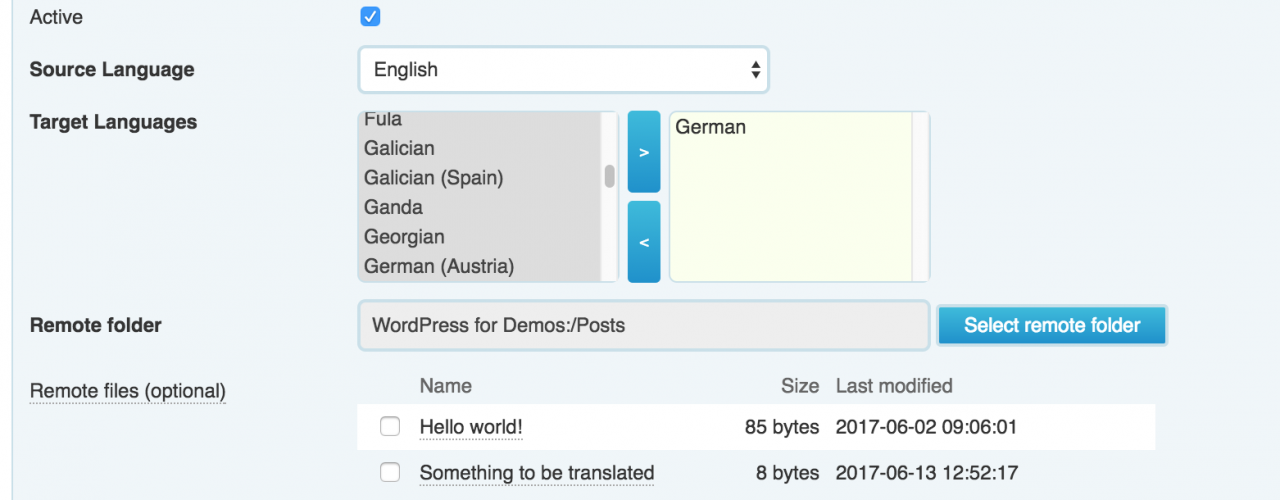 Active
Source Language English
Target Languages
Fula
Galician
Galician (Spain)
Ganda
Georgian
German (Austria)
>
<
German
Remote folder WordPress for Demos:/Posts Select remote folder
Remote files (optional)
Name Size Last modified
Hello world! 85 bytes 2017-06-02 09:06:01
Something to be translated 8 bytes 2017-06-13 12:52:17